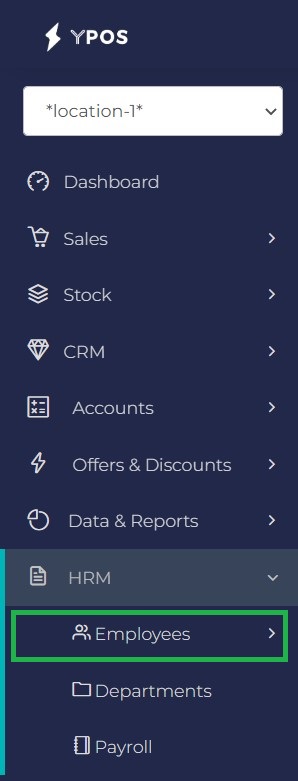 YPOS
*location-1*
Dashboard
Sales
Stock
CRM
Accounts
Offers & Discounts
Data & Reports
HRM
Employees
Departments
Payroll